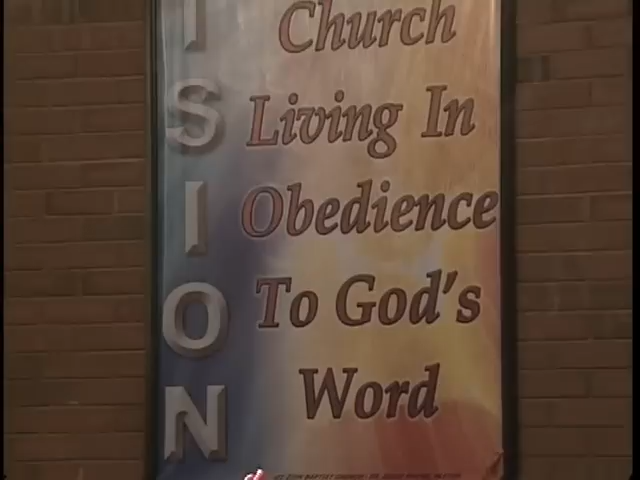 ISION
Church
Living In
Obedience
To God's
Word